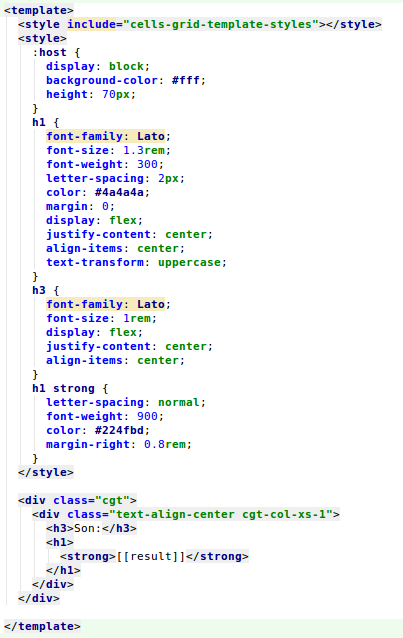 <template>
<style include="cells-grid-template-styles"></style>
<style>
:host {
display: block;
background-color: #fff;
height: 70px;
}
h1 {
font-family: Lato;
font-size: 1.3rem;
font-weight: 300;
letter-spacing: 2px;
color: #4a4a4a;
margin: 0;
display: flex;
justify-content: center;
align-items: center;
text-transform: uppercase;
}
h3 {
font-family: Lato;
font-size: 1rem;
display: flex;
justify-content: center;
align-items: center;
}
h1 strong {
letter-spacing: normal;
font-weight: 900;
color: #224fbd;
margin-right: 0.8rem;
}
</style>
<div class="cgt">
<div class="text-align-center cgt-col-xs-1">
<h3>Son:</h3>
<h1>
<strong>[[result]]</strong>
</h1>
</div>
</div>
</template>